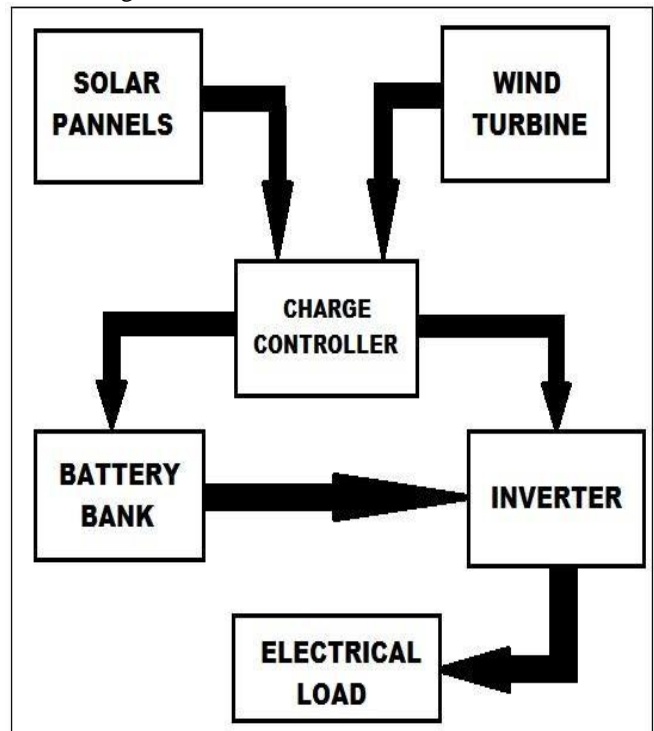 SOLAR
PANNELS
WIND
TURBINE
CHARGE
CONTROLLER
BATTERY
BANK
INVERTER
ELECTRICAL
LOAD